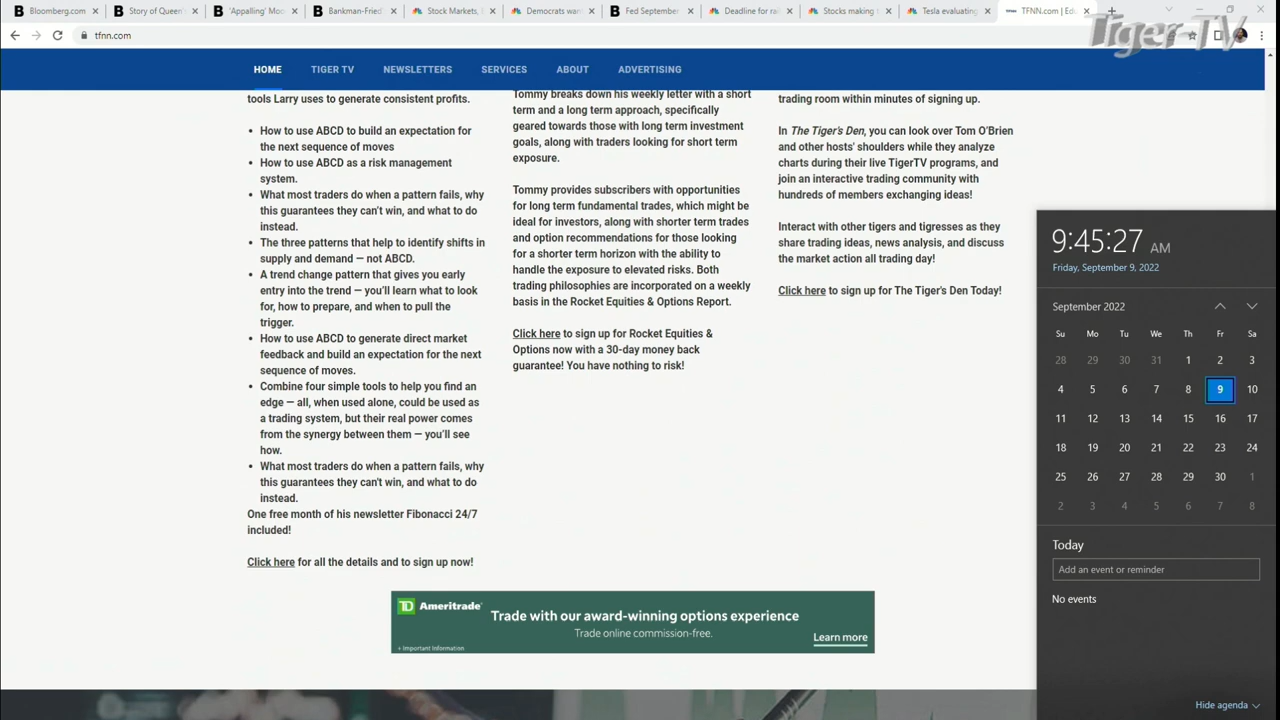 Bloomberg.com
Story of Queen'
'Appalling' Moo
Bankman-Fried
Stock Markets,
Democrats wan
Fed September
Deadline for rai
Stocks making
Tesla evaluating
TFNN.com | Edu
Tiger-TV
tfnn.com
HOME TIGER TV NEWSLETTERS SERVICES ABOUT ADVERTISING
tools Larry uses to generate consistent profits.
• How to use ABCD to build an expectation for
the next sequence of moves
• How to use ABCD as a risk management
system.
• What most traders do when a pattern fails, why
this guarantees they can't win, and what to do
instead.
• The three patterns that help to identify shifts in
supply and demand — not ABCD.
• A trend change pattern that gives you early
entry into the trend — you'll learn what to look
for, how to prepare, and when to pull the
trigger.
• How to use ABCD to generate direct market
feedback and build an expectation for the next
sequence of moves.
• Combine four simple tools to help you find an
edge — all, when used alone, could be used as
a trading system, but their real power comes
from the synergy between them — you'll see
how.
• What most traders do when a pattern fails, why
this guarantees they can't win, and what to do
instead.
One free month of his newsletter Fibonacci 24/7
included!
Click here for all the details and to sign up now!
Tommy breaks down his weekly letter with a short
term and a long term approach, specifically
geared towards those with long term investment
goals, along with traders looking for short term
exposure.
Tommy provides subscribers with opportunities
for long term fundamental trades, which might be
ideal for investors, along with shorter term trades
and option recommendations for those looking
for a shorter term horizon with the ability to
handle the exposure to elevated risks. Both
trading philosophies are incorporated on a weekly
basis in the Rocket Equities & Options Report.
Click here to sign up for Rocket Equities &
Options now with a 30-day money back
guarantee! You have nothing to risk!
trading room within minutes of signing up.
In The Tiger's Den, you can look over Tom O'Brien
and other hosts' shoulders while they analyze
charts during their live TigerTV programs, and
join an interactive trading community with
hundreds of members exchanging ideas!
Interact with other tigers and tigresses as they
share trading ideas, news analysis, and discuss
the market action all trading day!
Click here to sign up for The Tiger's Den Today!
TD Ameritrade
Trade with our award-winning options experience
Trade online commission-free.
Learn more
+ Important Information
9:45:27 AM
Friday, September 9, 2022
September 2022
Su Mo Tu We Th Fr Sa
28 29 30 31 1 2 3
4 5 6 7 8 9 10
11 12 13 14 15 16 17
18 19 20 21 22 23 24
25 26 27 28 29 30 1
2 3 4 5 6 7 8
Today
Add an event or reminder
No events
Hide agenda